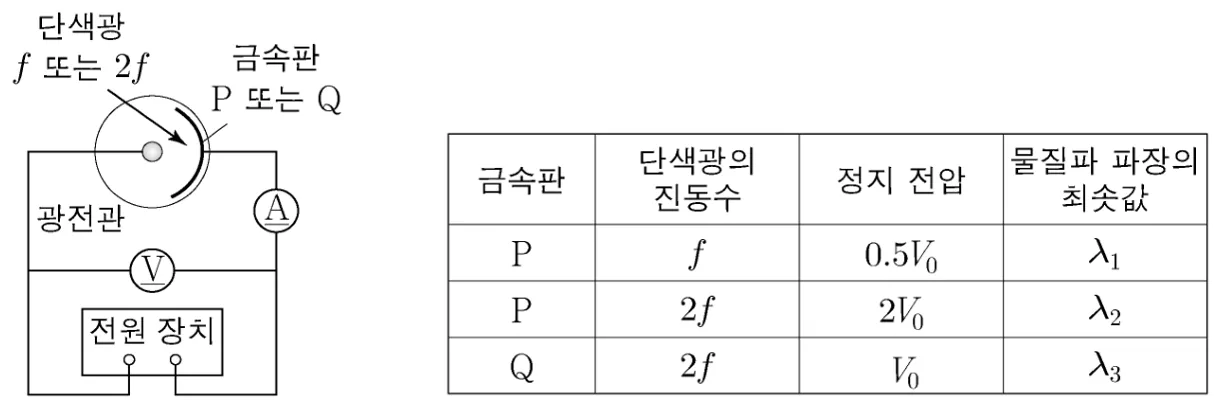 단색광
f 또는 2f
금속판
P 또는 Q
광전관
A
V
전원 장치
금속판 단색광의 진동수 정지 전압 물질파 파장의 최솟값
P f 0.5V₀ λ₁
P 2f 2V₀ λ₂
Q 2f V₀ λ₃